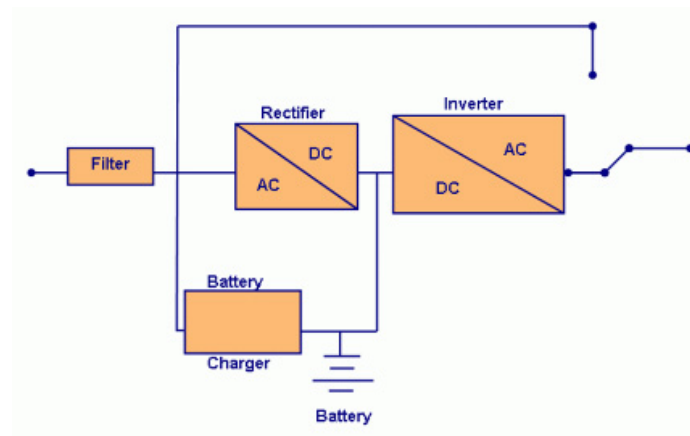 Rectifier
Inverter
Filter
DC
AC
AC
DC
Battery
Charger
Battery